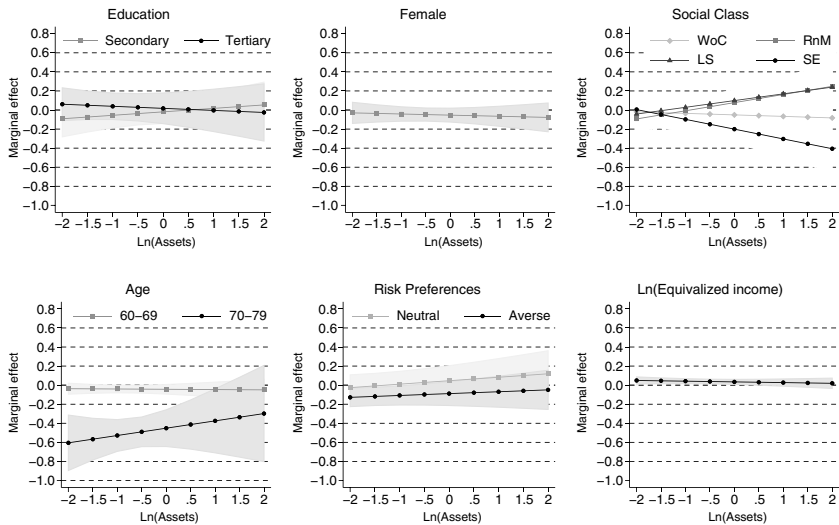 Education
Secondary Tertiary
Marginal effect
0.8
0.6
0.4
0.2
0.0
−0.2
−0.4
−0.6
−0.8
−1.0
−2 −1.5 −1 −.5 0 .5 1 1.5 2
Ln(Assets)
Female
Marginal effect
0.8
0.6
0.4
0.2
0.0
−0.2
−0.4
−0.6
−0.8
−1.0
−2 −1.5 −1 −.5 0 .5 1 1.5 2
Ln(Assets)
Social Class
WoC RnM
LS SE
Marginal effect
0.8
0.6
0.4
0.2
0.0
−0.2
−0.4
−0.6
−0.8
−1.0
−2 −1.5 −1 −.5 0 .5 1 1.5 2
Ln(Assets)
Age
60−69 70−79
Marginal effect
0.8
0.6
0.4
0.2
0.0
−0.2
−0.4
−0.6
−0.8
−1.0
−2 −1.5 −1 −.5 0 .5 1 1.5 2
Ln(Assets)
Risk Preferences
Neutral Averse
Marginal effect
0.8
0.6
0.4
0.2
0.0
−0.2
−0.4
−0.6
−0.8
−1.0
−2 −1.5 −1 −.5 0 .5 1 1.5 2
Ln(Assets)
Ln(Equivalized income)
Marginal effect
0.8
0.6
0.4
0.2
0.0
−0.2
−0.4
−0.6
−0.8
−1.0
−2 −1.5 −1 −.5 0 .5 1 1.5 2
Ln(Assets)